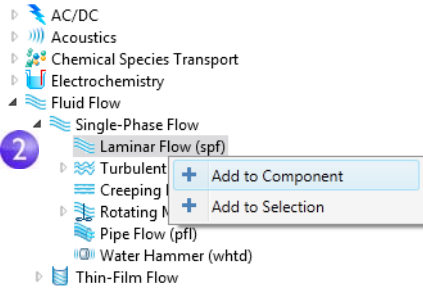 AC/DC
Acoustics
Chemical Species Transport
Electrochemistry
Fluid Flow
Single-Phase Flow
2
Laminar Flow (spf)
Turbulent
Add to Component
Creeping
Add to Selection
Rotating
Pipe Flow (pfl)
Water Hammer (whtd)
Thin-Film Flow